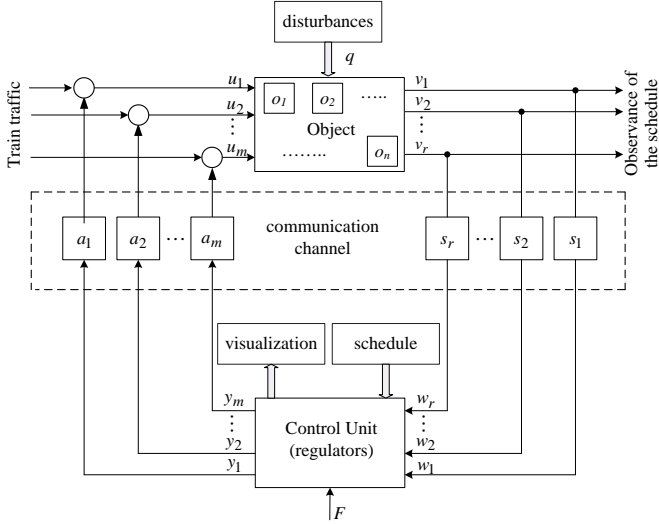 disturbances
q
Train traffic
u1
u2
⋮
um
o1 o2 .....
Object
........ on
v1
v2
⋮
vr
Observance of
the schedule
a1 a2 ... am
communication
channel
sr ... s2 s1
visualization
schedule
ym
⋮
y2
y1
Control Unit
(regulators)
wr
⋮
w2
w1
F